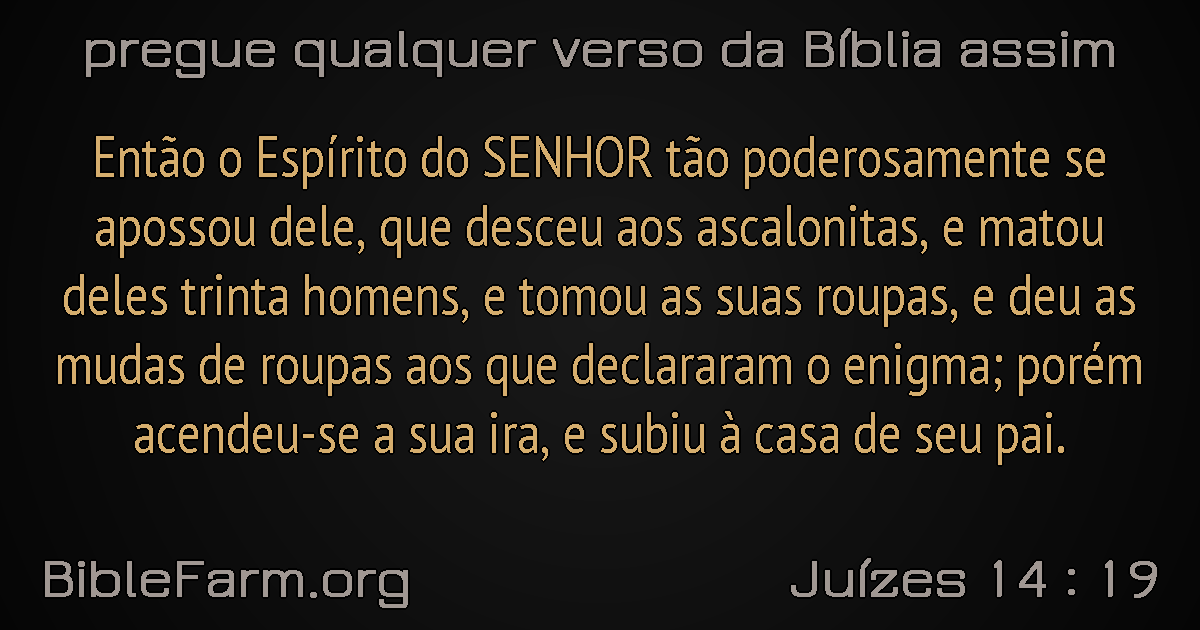 pregue qualquer verso da Bíblia assim
Então o Espírito do SENHOR tão poderosamente se
apossou dele, que desceu aos ascalonitas, e matou
deles trinta homens, e tomou as suas roupas, e deu as
mudas de roupas aos que declararam o enigma; porém
acendeu-se a sua ira, e subiu à casa de seu pai.
BibleFarm.org
Juízes 14 : 19